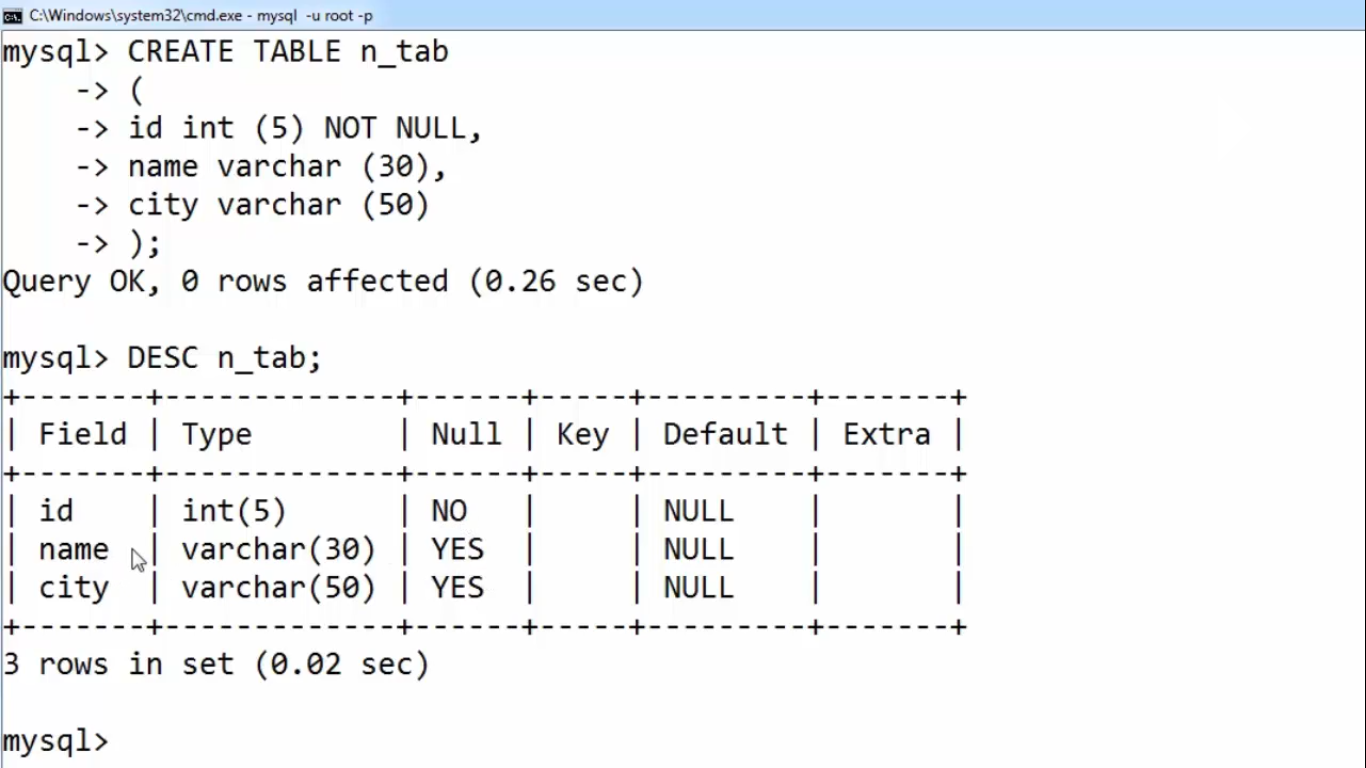 C:\Windows\system32\cmd.exe - mysql -u root -p
mysql> CREATE TABLE n_tab
    -> (
    -> id int (5) NOT NULL,
    -> name varchar (30),
    -> city varchar (50)
    -> );
Query OK, 0 rows affected (0.26 sec)
mysql> DESC n_tab;
+-------+-------------+------+-----+---------+-------+
| Field | Type        | Null | Key | Default | Extra |
+-------+-------------+------+-----+---------+-------+
| id    | int(5)      | NO   |     | NULL    |       |
| name  | varchar(30) | YES  |     | NULL    |       |
| city  | varchar(50) | YES  |     | NULL    |       |
+-------+-------------+------+-----+---------+-------+
3 rows in set (0.02 sec)
mysql>